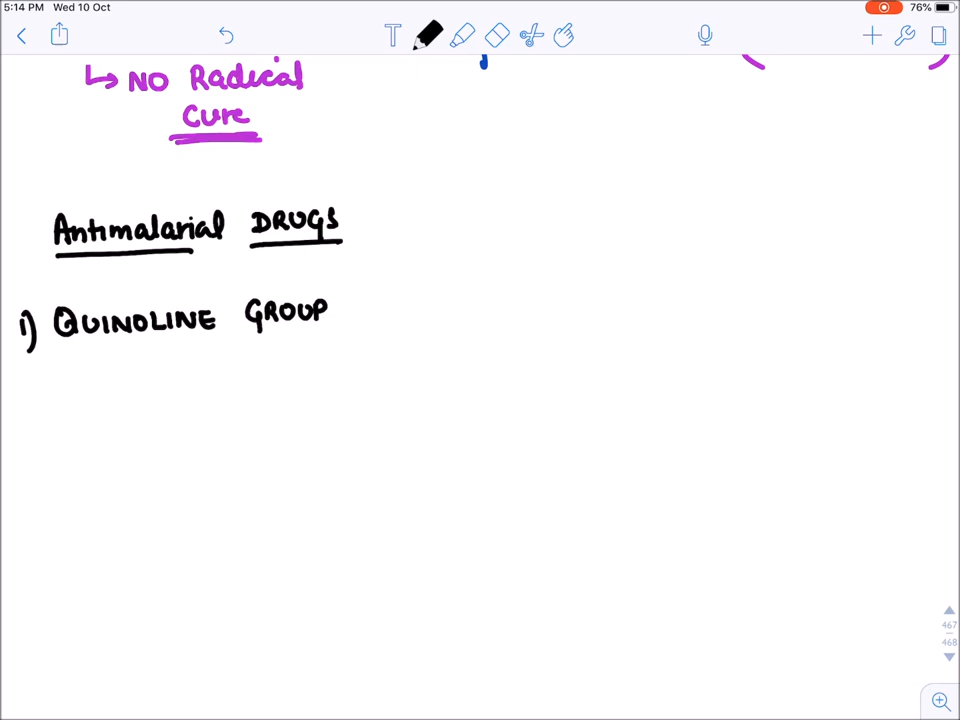 5:14 PM Wed 10 Oct
76%
T
↳ NO Radical
Cure
Antimalarial DRUGS
1) QUINOLINE GROUP
467
468